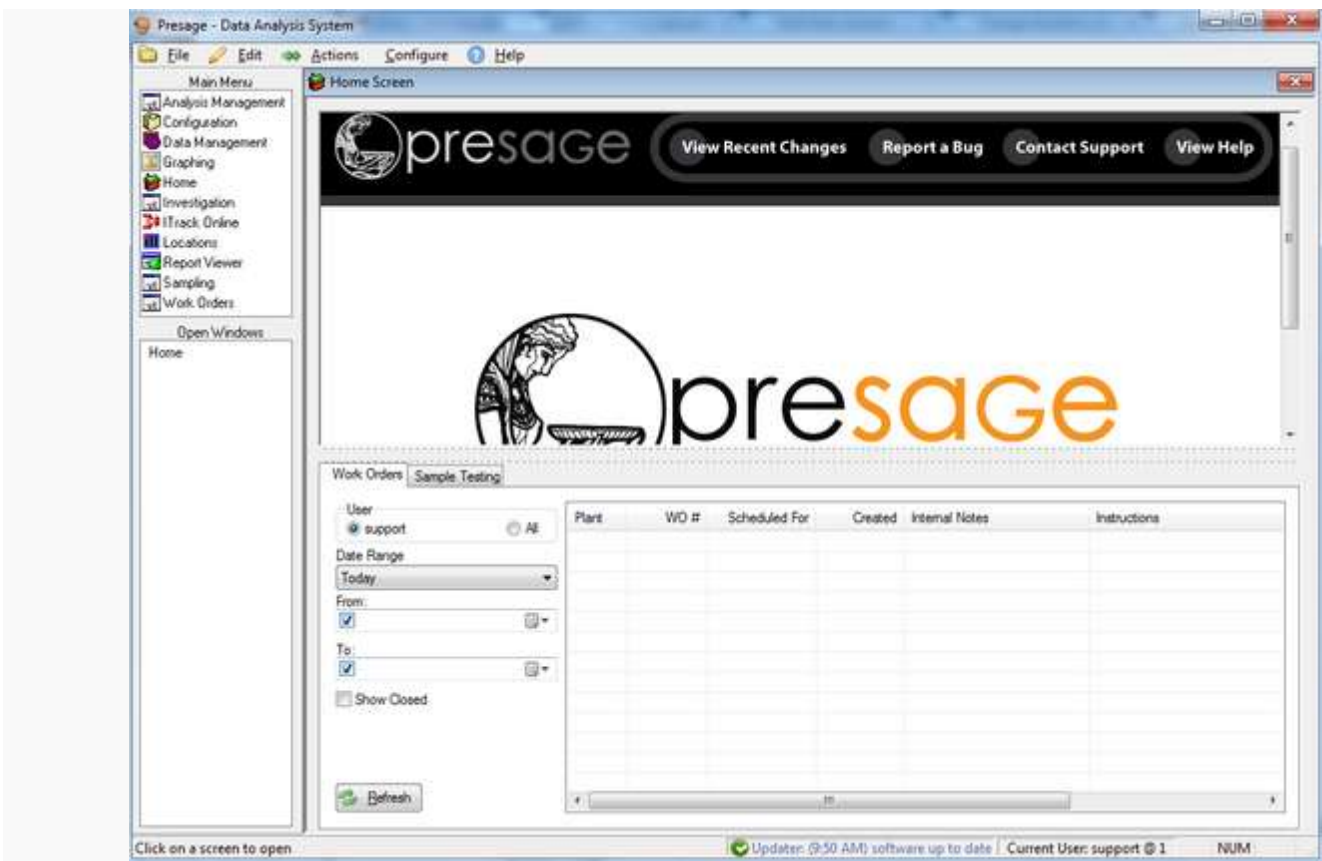 Presage - Data Analysis System
File Edit Actions Configure Help
Main Menu
Analysis Management
Configuration
Data Management
Graphing
Home
Investigation
ITrack Online
Locations
Report Viewer
Sampling
Work Orders
Open Windows
Home
Home Screen
presage View Recent Changes Report a Bug Contact Support View Help
presage
Work Orders Sample Testing
User
support All
Date Range
Today
From:
To:
Show Closed
Refresh
Plant WO # Scheduled For Created Internal Notes Instructions
Click on a screen to open Updater: (9:50 AM) software up to date Current User: support @ 1 NUM